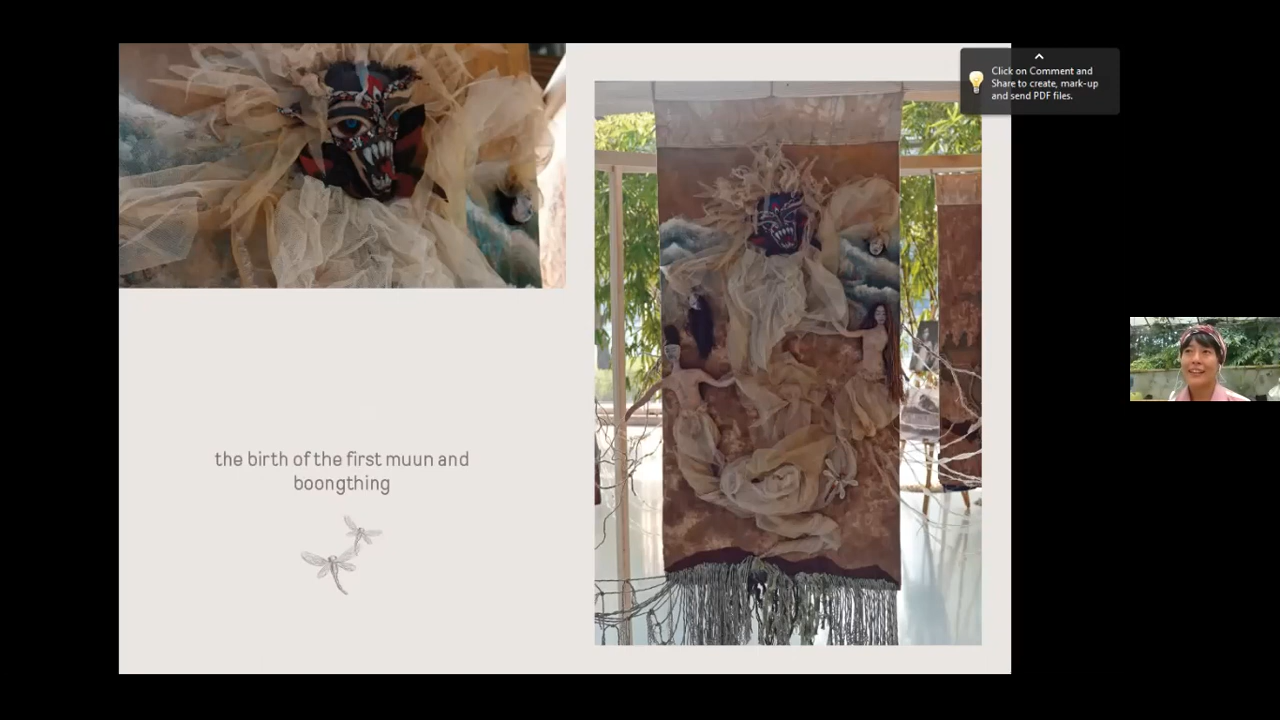 the birth of the first muun and
boongthing
Click on Comment and
Share to create, mark-up
and send PDF files.